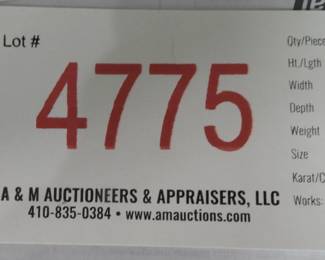 Lot #
4775
A & M AUCTIONEERS & APPRAISERS, LLC
410-835-0384 • www.amauctions.com
Qty/Piece
Ht./Lgth
Width
Depth
Weight
Size
Karat/C
Works: